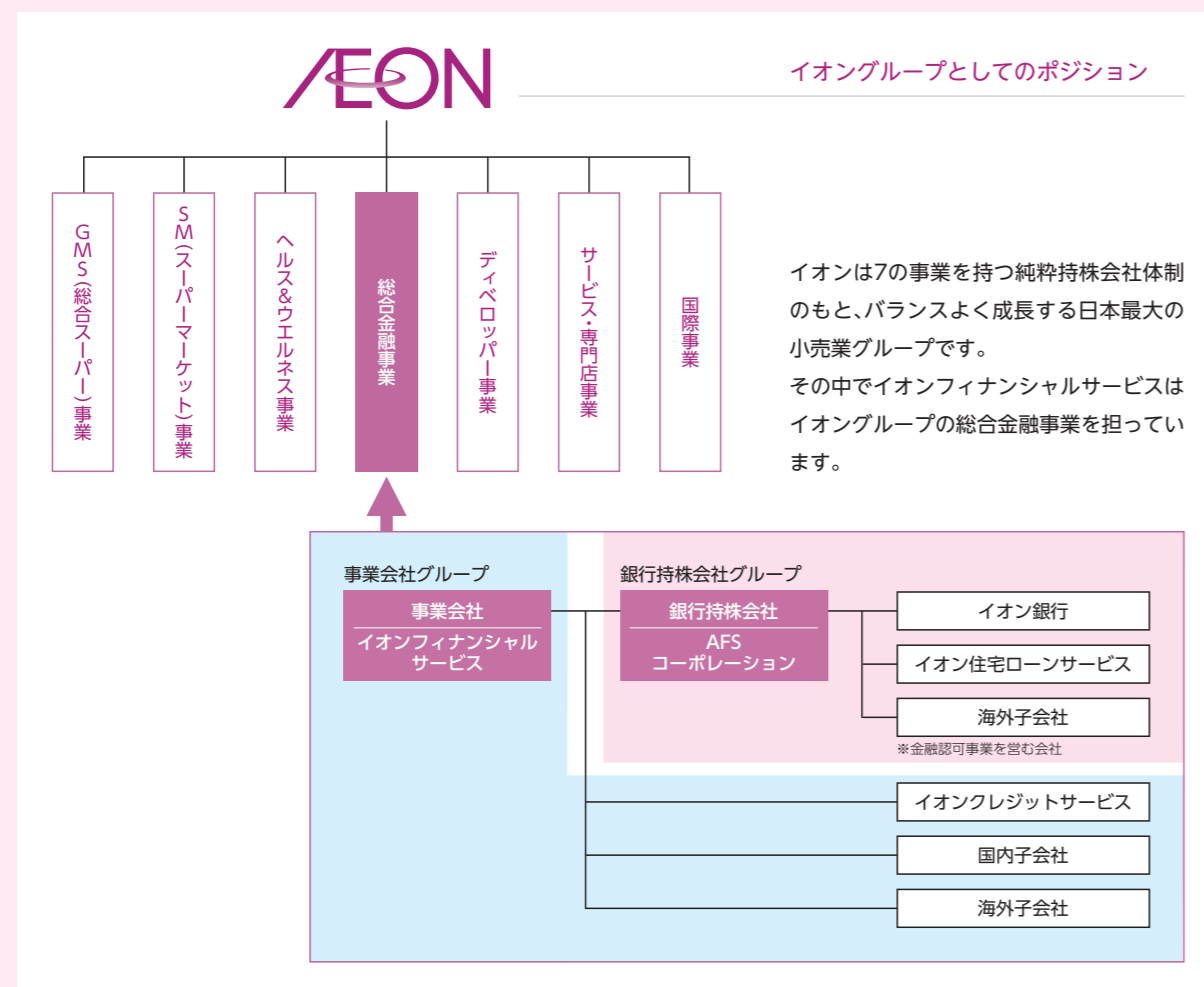 ÆON
イオングループとしてのポジション
GMS(総合スーパー)事業
SM(スーパーマーケット)事業
ヘルス&ウエルネス事業
総合金融事業
ディベロッパー事業
サービス・専門店事業
国際事業
イオンは7の事業を持つ純粋持株会社体制
のもと、バランスよく成長する日本最大の
小売業グループです。
その中でイオンフィナンシャルサービスは
イオングループの総合金融事業を担ってい
ます。
事業会社グループ
事業会社
イオンフィナンシャル
サービス
銀行持株会社グループ
銀行持株会社
AFS
コーポレーション
イオン銀行
イオン住宅ローンサービス
海外子会社
※金融認可事業を営む会社
イオンクレジットサービス
国内子会社
海外子会社